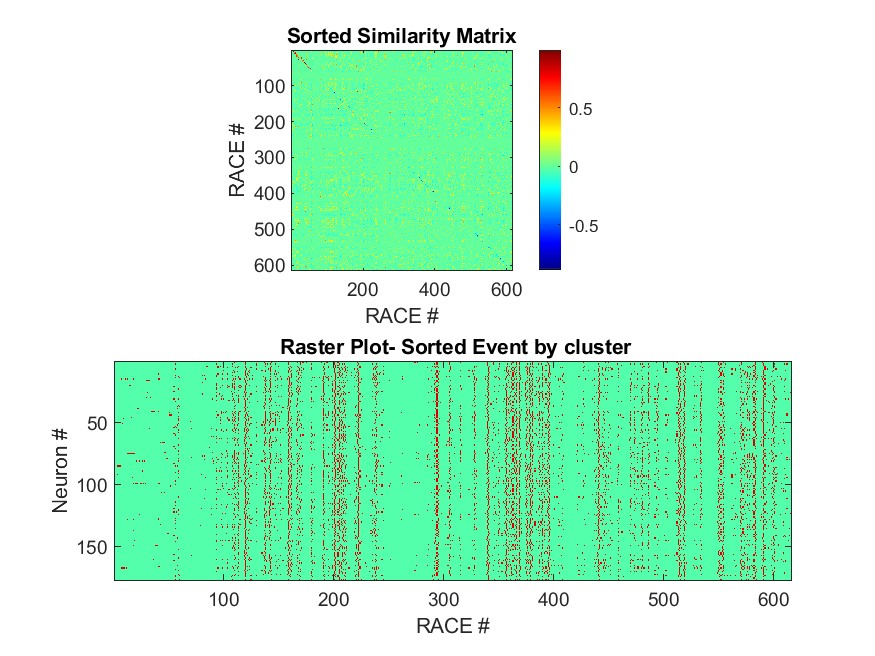 Sorted Similarity Matrix
RACE #
100
200
300
400
500
600
200 400 600
RACE #
0.5
0
-0.5
Raster Plot- Sorted Event by cluster
Neuron #
50
100
150
100 200 300 400 500 600
RACE #